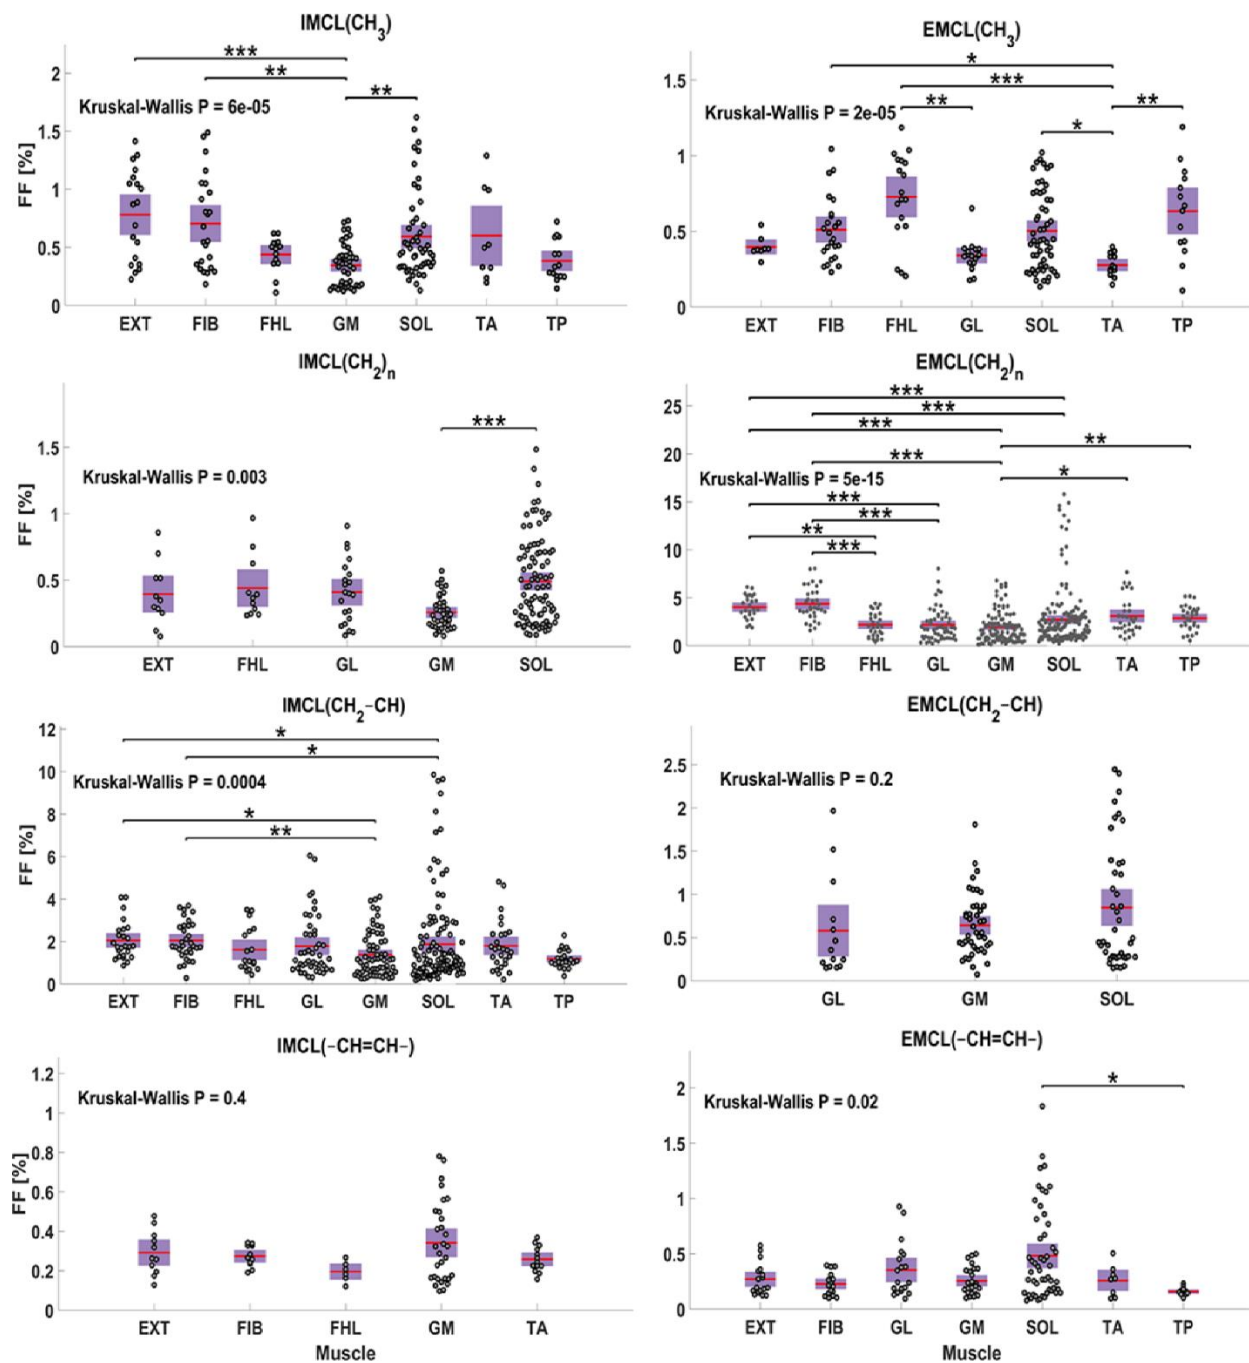 IMCL(CH3)
***
**
**
Kruskal-Wallis P = 6e-05
FF [%]
2
1.5
1
0.5
0
EXT FIB FHL GM SOL TA TP
EMCL(CH3)
*
***
**
**
*
Kruskal-Wallis P = 2e-05
1.5
1
0.5
0
EXT FIB FHL GL SOL TA TP
IMCL(CH2)n
***
Kruskal-Wallis P = 0.003
FF [%]
1.5
1
0.5
0
EXT FHL GL GM SOL
EMCL(CH2)n
***
***
***
**
***
*
Kruskal-Wallis P = 5e-15
***
***
**
***
25
20
15
10
5
0
EXT FIB FHL GL GM SOL TA TP
IMCL(CH2-CH)
*
*
Kruskal-Wallis P = 0.0004
*
**
FF [%]
12
10
8
6
4
2
0
EXT FIB FHL GL GM SOL TA TP
EMCL(CH2-CH)
Kruskal-Wallis P = 0.2
2.5
2
1.5
1
0.5
0
GL GM SOL
IMCL(-CH=CH-)
Kruskal-Wallis P = 0.4
FF [%]
1.2
1
0.8
0.6
0.4
0.2
0
EXT FIB FHL GM TA
Muscle
EMCL(-CH=CH-)
*
Kruskal-Wallis P = 0.02
2
1.5
1
0.5
0
EXT FIB GL GM SOL TA TP
Muscle